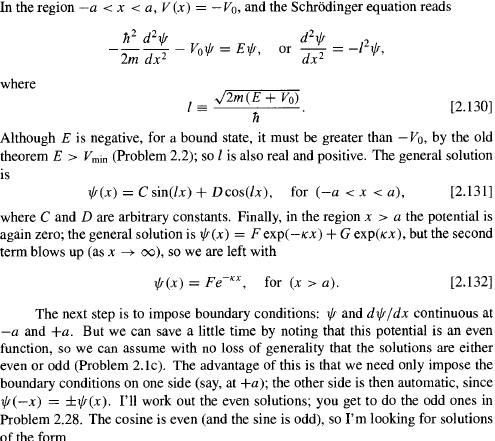 In the region −a < x < a, V(x) = −V₀, and the Schrödinger equation reads
−ℏ²/2m d²ψ/dx² − V₀ψ = Eψ, or d²ψ/dx² = −l²ψ,
where
l ≡ √2m(E + V₀)/ℏ. [2.130]
Although E is negative, for a bound state, it must be greater than −V₀, by the old
theorem E > Vmin (Problem 2.2); so l is also real and positive. The general solution
is
ψ(x) = C sin(lx) + D cos(lx), for (−a < x < a), [2.131]
where C and D are arbitrary constants. Finally, in the region x > a the potential is
again zero; the general solution is ψ(x) = F exp(−κx) + G exp(κx), but the second
term blows up (as x → ∞), so we are left with
ψ(x) = Fe^−κx, for (x > a). [2.132]
The next step is to impose boundary conditions: ψ and dψ/dx continuous at
−a and +a. But we can save a little time by noting that this potential is an even
function, so we can assume with no loss of generality that the solutions are either
even or odd (Problem 2.1c). The advantage of this is that we need only impose the
boundary conditions on one side (say, at +a); the other side is then automatic, since
ψ(−x) = ±ψ(x). I'll work out the even solutions; you get to do the odd ones in
Problem 2.28. The cosine is even (and the sine is odd), so I'm looking for solutions
of the form